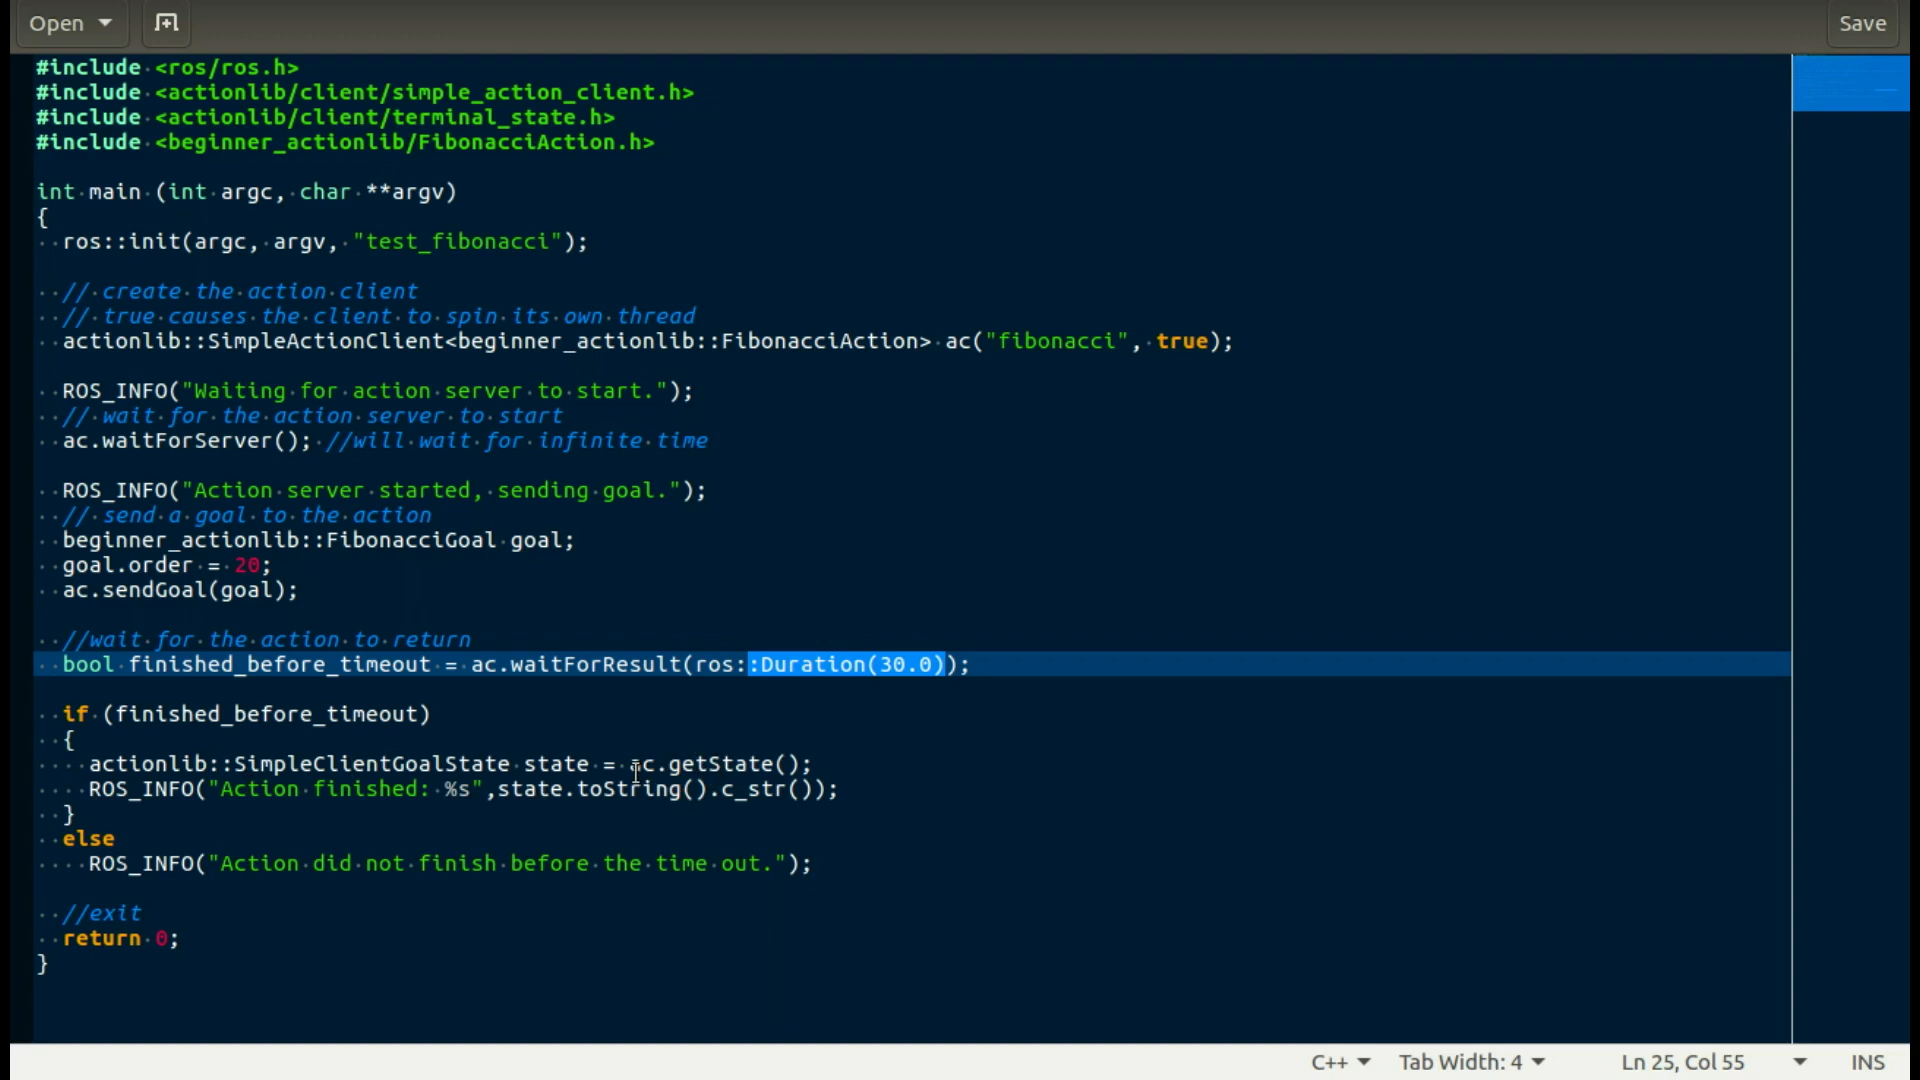 Open
Save
#include <ros/ros.h>
#include <actionlib/client/simple_action_client.h>
#include <actionlib/client/terminal_state.h>
#include <beginner_actionlib/FibonacciAction.h>
int main (int argc, char **argv)
{
ros::init(argc, argv, "test_fibonacci");
// create the action client
// true causes the client to spin its own thread
actionlib::SimpleActionClient<beginner_actionlib::FibonacciAction> ac("fibonacci", true);
ROS_INFO("Waiting for action server to start.");
// wait for the action server to start
ac.waitForServer(); //will wait for infinite time
ROS_INFO("Action server started, sending goal.");
// send a goal to the action
beginner_actionlib::FibonacciGoal goal;
goal.order = 20;
ac.sendGoal(goal);
//wait for the action to return
bool finished_before_timeout = ac.waitForResult(ros::Duration(30.0));
if (finished_before_timeout)
{
actionlib::SimpleClientGoalState state = ac.getState();
ROS_INFO("Action finished: %s",state.toString().c_str());
}
else
ROS_INFO("Action did not finish before the time out.");
//exit
return 0;
}
C++
Tab Width: 4
Ln 25, Col 55
INS